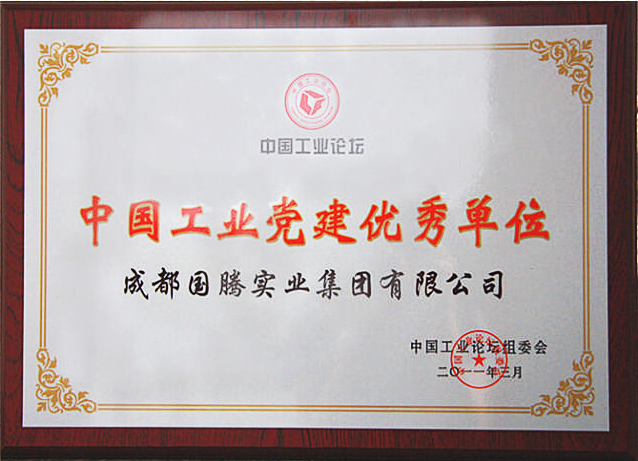 中国工业论坛
中国工业党建优秀单位
成都国腾实业集团有限公司
中国工业论坛组委会
二〇一一年三月